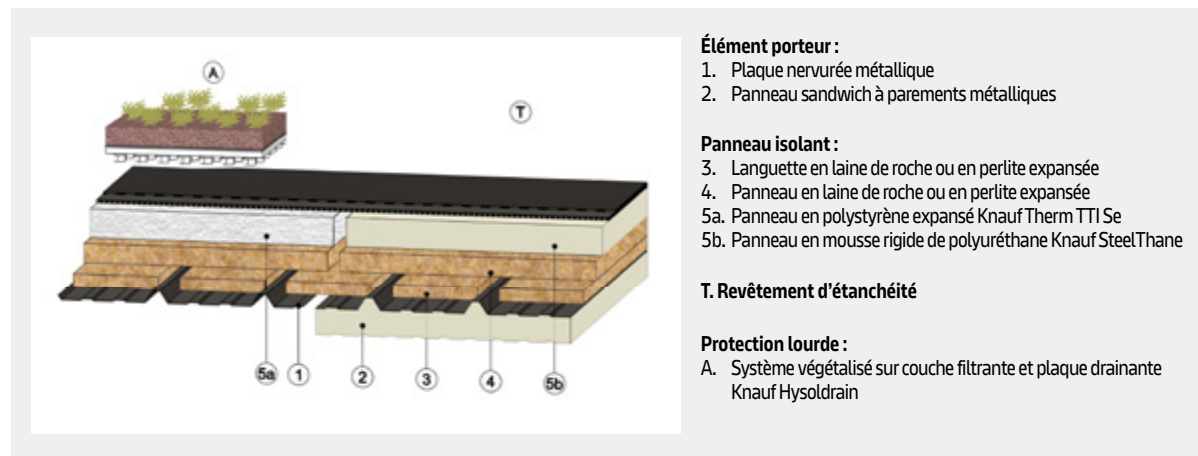 A
T
5a
1
2
3
4
5b
Élément porteur :
1. Plaque nervurée métallique
2. Panneau sandwich à parements métalliques
Panneau isolant :
3. Languette en laine de roche ou en perlite expansée
4. Panneau en laine de roche ou en perlite expansée
5a. Panneau en polystyrène expansé Knauf Therm TTI Se
5b. Panneau en mousse rigide de polyuréthane Knauf SteelThane
T. Revêtement d’étanchéité
Protection lourde :
A. Système végétalisé sur couche filtrante et plaque drainante
Knauf Hysoldrain